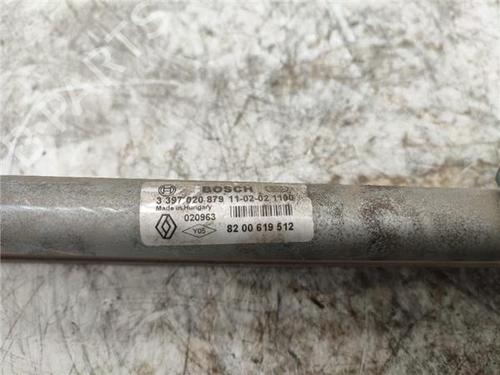 BOSCH
3 397 020 879 11-02-02 1100
Made in Hungary
020963
Y05
82 00 619 512